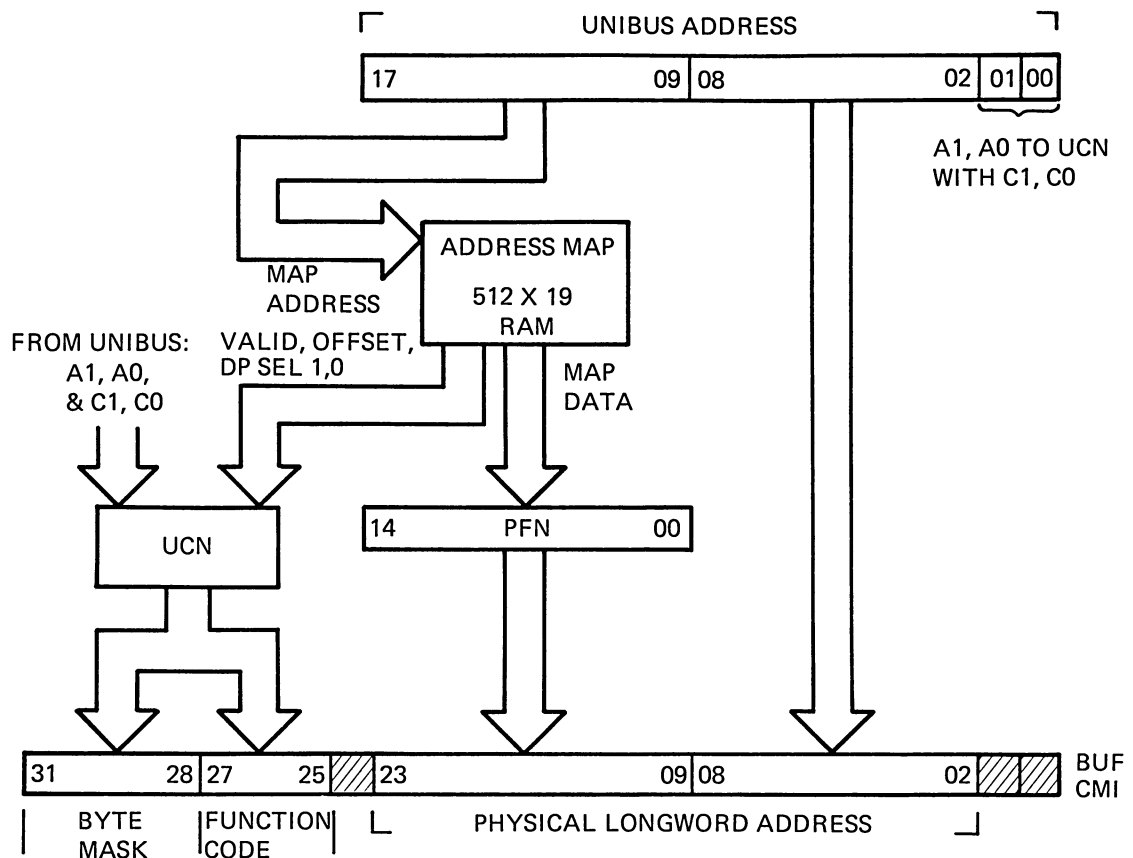 UNIBUS ADDRESS
17 09 08 02 01 00
A1, A0 TO UCN
WITH C1, C0
ADDRESS MAP
512 X 19
RAM
MAP
ADDRESS
FROM UNIBUS:
A1, A0,
& C1, C0
VALID, OFFSET,
DP SEL 1,0
MAP
DATA
UCN
14 PFN 00
31 28 27 25 23 09 08 02
BUF
CMI
BYTE
MASK
FUNCTION
CODE
PHYSICAL LONGWORD ADDRESS